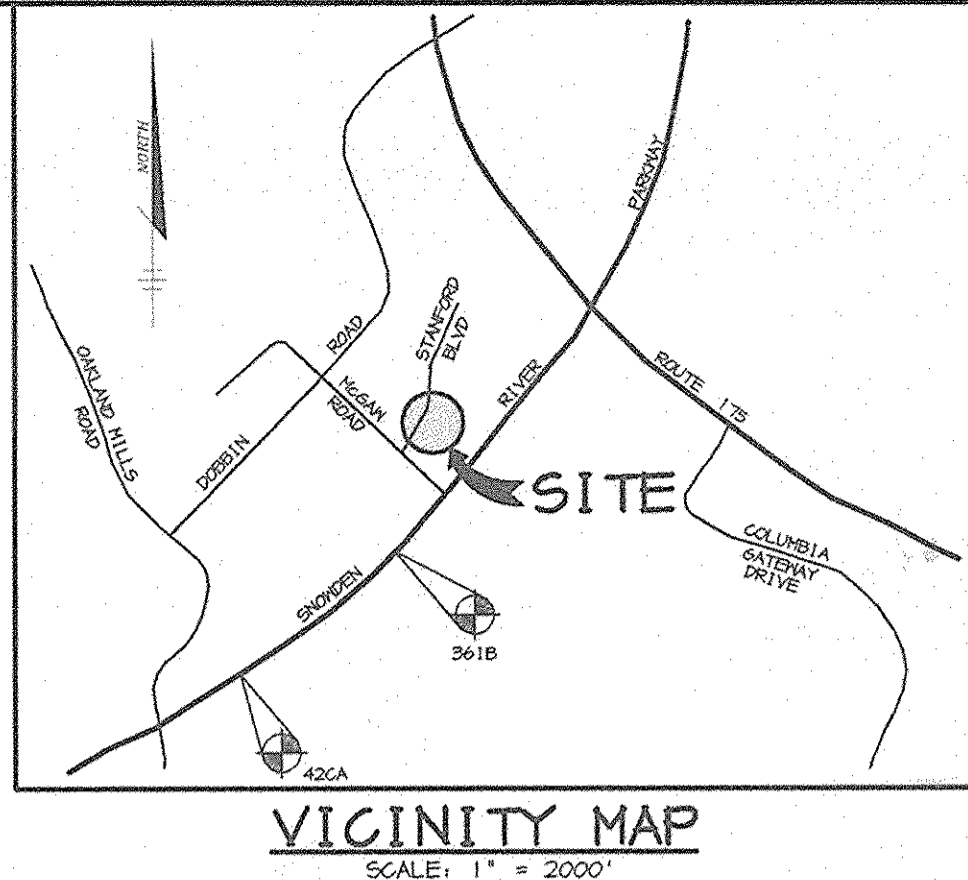 NORTH
PARKWAY
STANFORD
BLVD
ROAD
OAKLAND MILLS
ROAD
McGAW
ROAD
RIVER
ROUTE 175
DOBBIN
SITE
COLUMBIA
GATEWAY
DRIVE
SNOWDEN
361B
42CA
VICINITY MAP
SCALE: 1" = 2000'